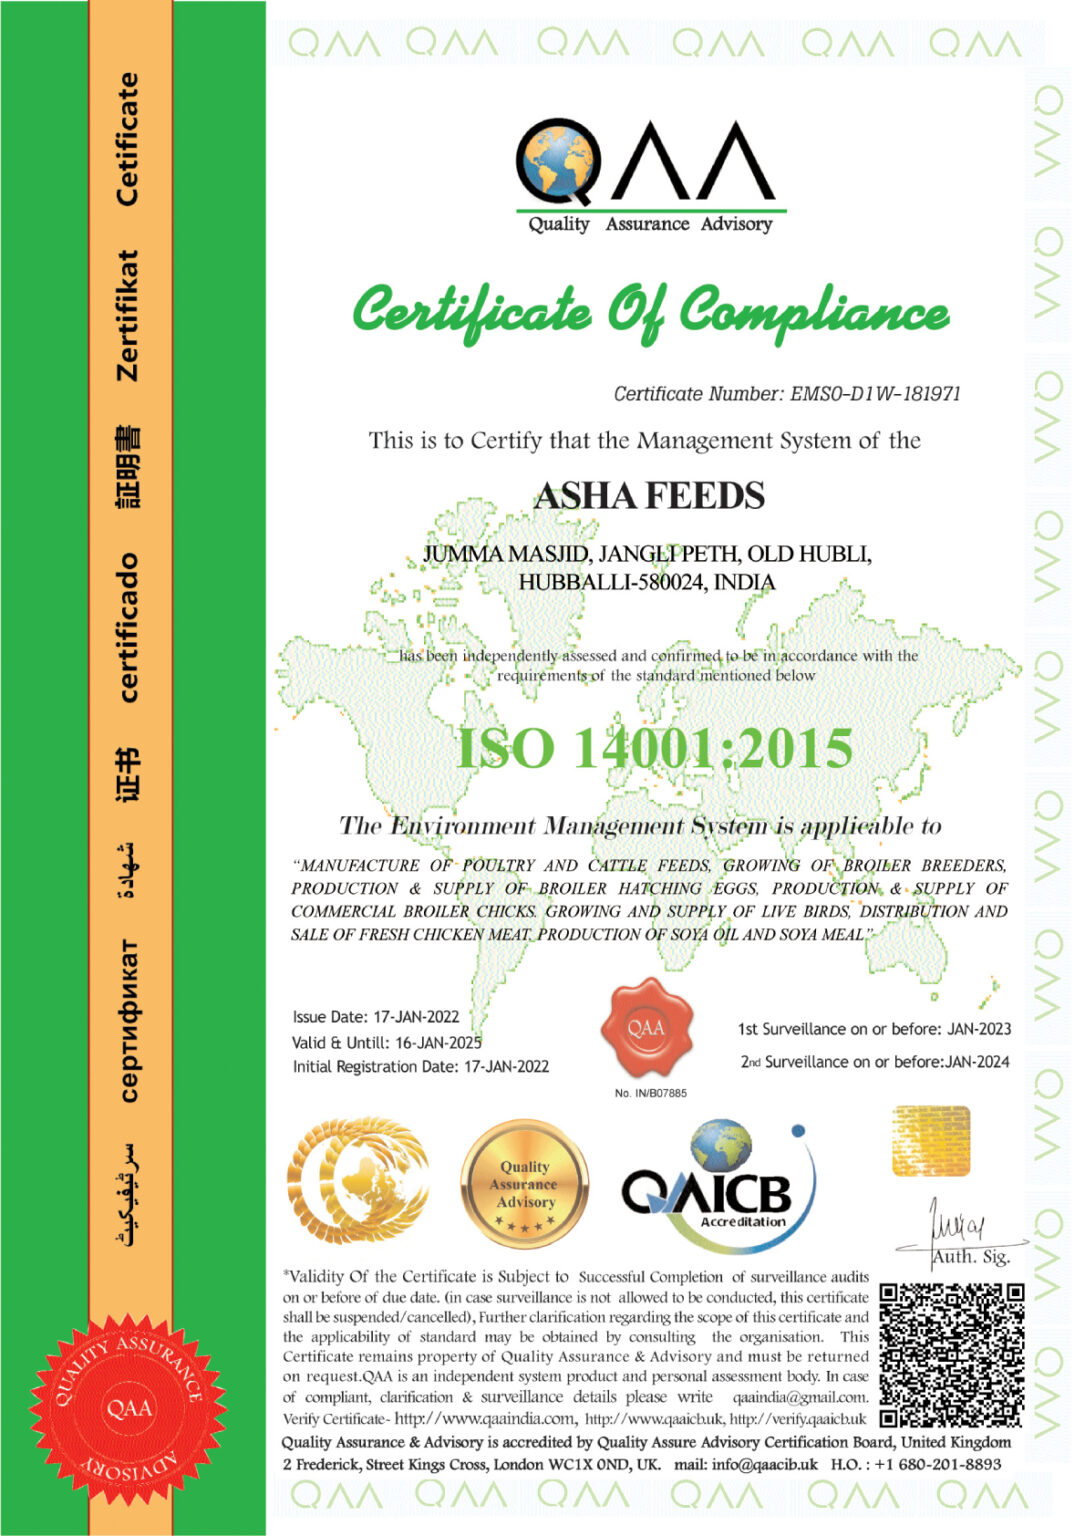 QAA QAA QAA QAA QAA QAA
QAA
Quality Assurance Advisory
Certificate Of Compliance
Certificate Number: EMSO-D1W-181971
This is to Certify that the Management System of the
ASHA FEEDS
JUMMA MASJID, JANGLI PETH, OLD HUBLI,
HUBBALLI-580024, INDIA
has been independently assessed and confirmed to be in accordance with the
requirements of the standard mentioned below
ISO 14001:2015
The Environment Management System is applicable to
“MANUFACTURE OF POULTRY AND CATTLE FEEDS, GROWING OF BROILER BREEDERS,
PRODUCTION & SUPPLY OF BROILER HATCHING EGGS, PRODUCTION & SUPPLY OF
COMMERCIAL BROILER CHICKS. GROWING AND SUPPLY OF LIVE BIRDS, DISTRIBUTION AND
SALE OF FRESH CHICKEN MEAT, PRODUCTION OF SOYA OIL AND SOYA MEAL”
Issue Date: 17-JAN-2022
Valid & Untill: 16-JAN-2025
Initial Registration Date: 17-JAN-2022
QAA
No. IN/B07885
1st Surveillance on or before: JAN-2023
2nd Surveillance on or before:JAN-2024
Quality
Assurance
Advisory
QAICB
Accreditation
Auth. Sig.
*Validity Of the Certificate is Subject to Successful Completion of surveillance audits
on or before of due date. (in case surveillance is not allowed to be conducted, this certificate
shall be suspended/cancelled), Further clarification regarding the scope of this certificate and
the applicability of standard may be obtained by consulting the organisation. This
Certificate remains property of Quality Assurance & Advisory and must be returned
on request.QAA is an independent system product and personal assessment body. In case
of compliant, clarification & surveillance details please write qaaindia@gmail.com.
Verify Certificate- http://www.qaaindia.com, http://www.qaaicb.uk, http://verify.qaaicb.uk
Quality Assurance & Advisory is accredited by Quality Assure Advisory Certification Board, United Kingdom
2 Frederick, Street Kings Cross, London WC1X 0ND, UK. mail: info@qaacib.uk H.O. : +1 680-201-8893
QAA QAA QAA QAA QAA QAA
Cetificate
Zertifikat
証明書
certificado
证书
شهادة
сертификат
سرٹیفیکیٹ
QUALITY ASSURANCE
QAA
ADVISORY
QAA
QAA
QAA
QAA
QAA
QAA
QAA
QAA
QAA
QAA